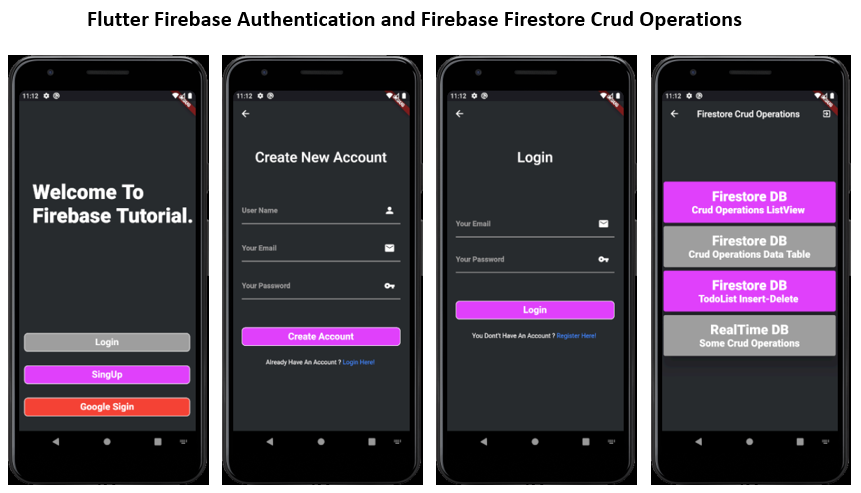 Flutter Firebase Authentication and Firebase Firestore Crud Operations
11:12
Welcome To
Firebase Tutorial.
Login
SingUp
Google Sigin
11:12
Create New Account
User Name
Your Email
Your Password
Create Account
Already Have An Account ? Login Here!
11:12
Login
Your Email
Your Password
Login
You Don't Have An Account ? Register Here!
11:12
Firestore Crud Operations
Firestore DB
Crud Operations ListView
Firestore DB
Crud Operations Data Table
Firestore DB
TodoList Insert-Delete
RealTime DB
Some Crud Operations